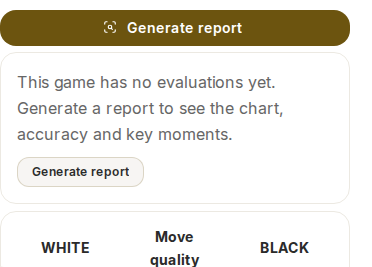 Generate report
This game has no evaluations yet.
Generate a report to see the chart,
accuracy and key moments.
Generate report
WHITE
Move
quality
BLACK